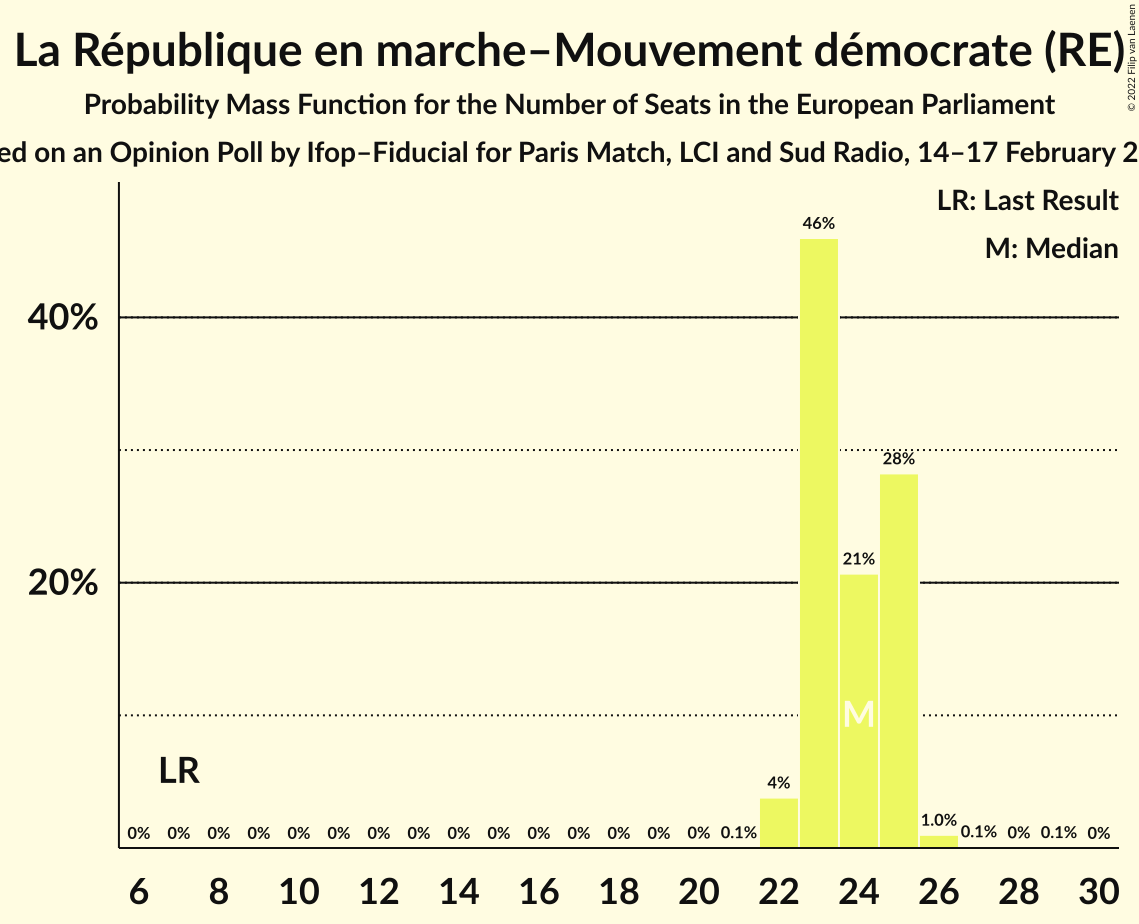 La République en marche–Mouvement démocrate (RE)
© 2022 Filip van Laenen
Probability Mass Function for the Number of Seats in the European Parliament
on an Opinion Poll by Ifop–Fiducial for Paris Match, LCI and Sud Radio, 14–17 February
LR: Last Result
M: Median
46%
40%
28%
21%
20%
M
LR
4%
0% 0% 0% 0% 0% 0% 0% 0% 0% 0% 0% 0% 0% 0% 0% 0.1% 1.0% 0.1% 0% 0.1% 0%
6 8 10 12 14 16 18 20 22 24 26 28 30